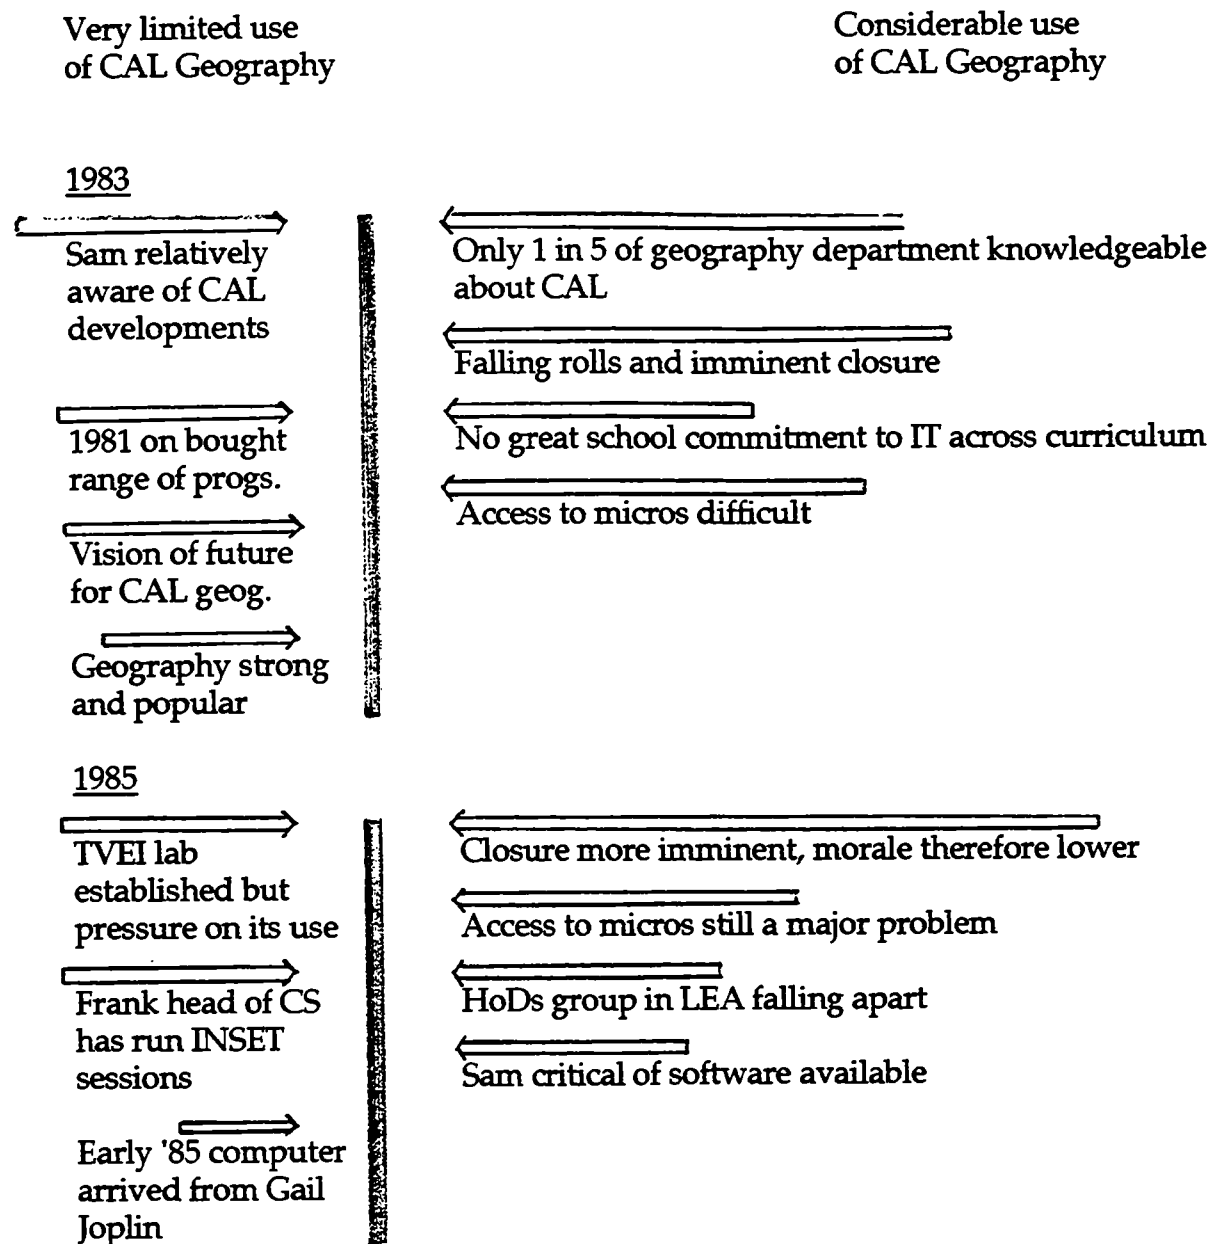 Very limited use
of CAL Geography
Considerable use
of CAL Geography
1983
Sam relatively
aware of CAL
developments
1981 on bought
range of progs.
Vision of future
for CAL geog.
Geography strong
and popular
Only 1 in 5 of geography department knowledgeable
about CAL
Falling rolls and imminent closure
No great school commitment to IT across curriculum
Access to micros difficult
1985
TVEI lab
established but
pressure on its use
Frank head of CS
has run INSET
sessions
Early '85 computer
arrived from Gail
Joplin
Closure more imminent, morale therefore lower
Access to micros still a major problem
HoDs group in LEA falling apart
Sam critical of software available